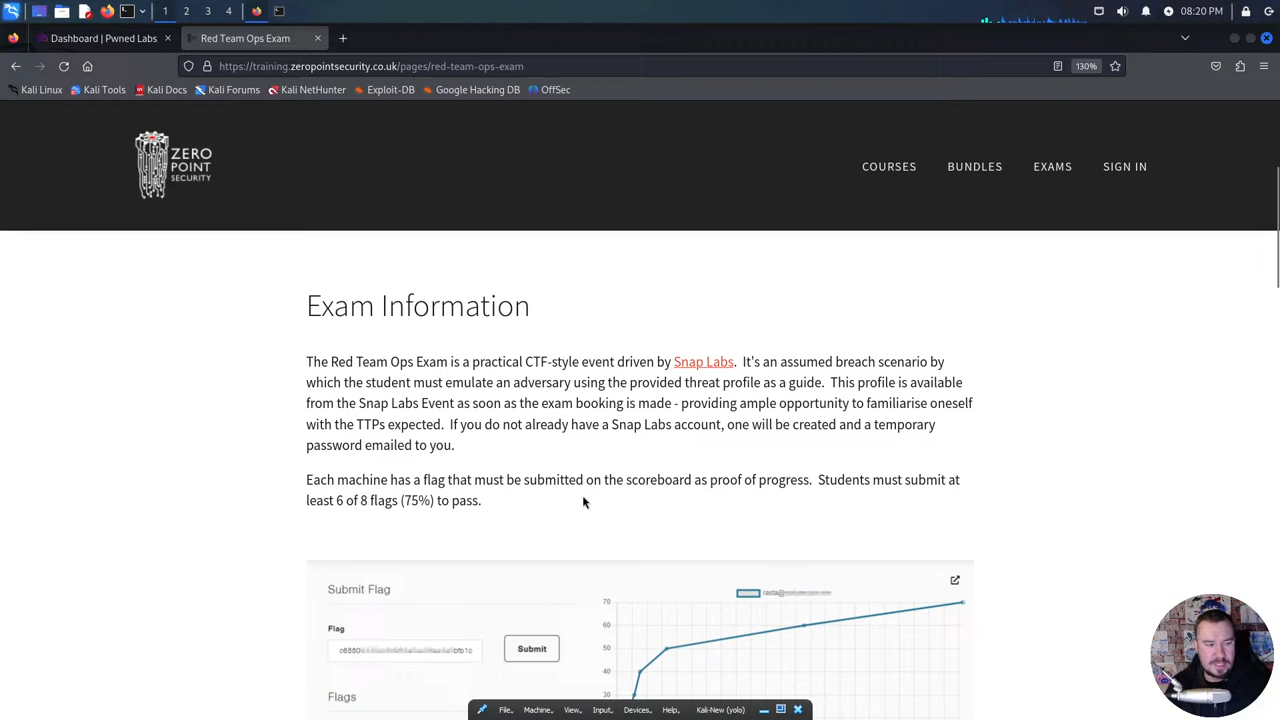 08:20 PM
1 2 3 4
Dashboard | Pwned Labs
Red Team Ops Exam
https://training.zeropointsecurity.co.uk/pages/red-team-ops-exam
130%
Kali Linux Kali Tools Kali Docs Kali Forums Kali NetHunter Exploit-DB Google Hacking DB OffSec
ZERO
POINT
SECURITY
COURSES BUNDLES EXAMS SIGN IN
Exam Information
The Red Team Ops Exam is a practical CTF-style event driven by Snap Labs. It's an assumed breach scenario by
which the student must emulate an adversary using the provided threat profile as a guide. This profile is available
from the Snap Labs Event as soon as the exam booking is made - providing ample opportunity to familiarise oneself
with the TTPs expected. If you do not already have a Snap Labs account, one will be created and a temporary
password emailed to you.
Each machine has a flag that must be submitted on the scoreboard as proof of progress. Students must submit at
least 6 of 8 flags (75%) to pass.
Submit Flag
Flag
Submit
Flags
70
60
50
40
30
File Machine View Input Devices Help Kali-New (yolo)